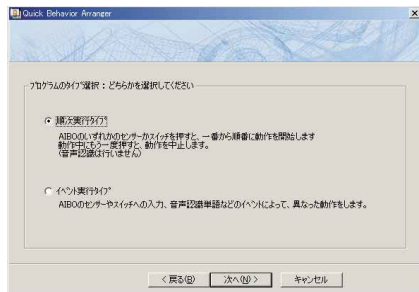 Quick Behavior Arranger
プログラムのタイプ選択：どちらかを選択してください
順次実行タイプ
AIBOのいずれかのセンサーかスイッチを押すと、一番から順番に動作を開始します
動作中にもう一度押すと、動作を中止します。
(音声認識は行いません)
イベント実行タイプ
AIBOのセンサーやスイッチへの入力、音声認識単語などのイベントによって、異なった動作をします。
< 戻る(B)
次へ(N) >
キャンセル